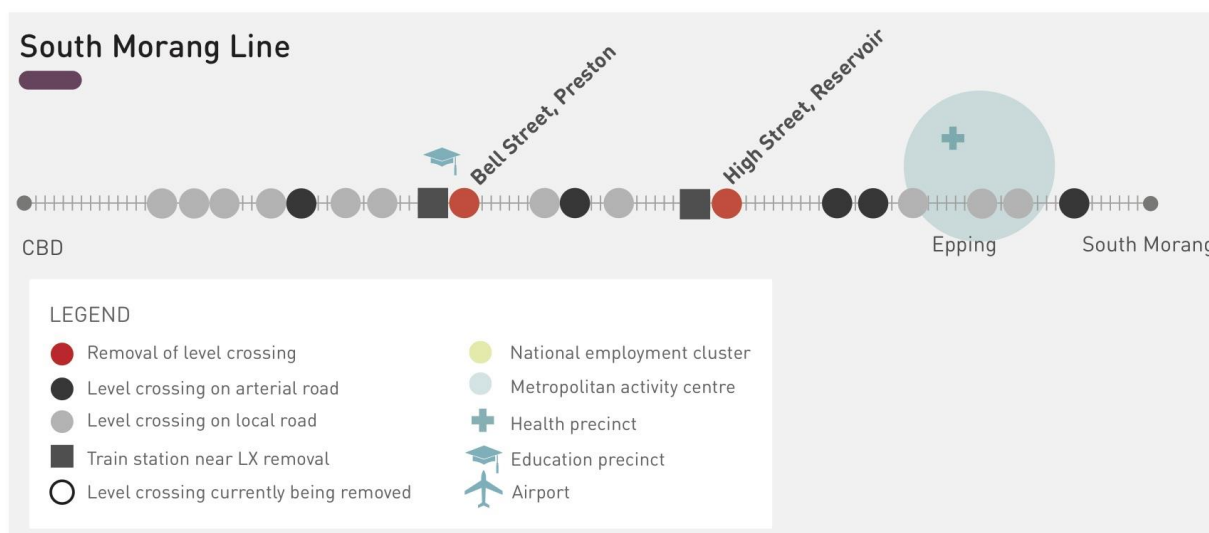 South Morang Line
Bell Street, Preston
High Street, Reservoir
CBD
Epping
South Morang
LEGEND
Removal of level crossing
Level crossing on arterial road
Level crossing on local road
Train station near LX removal
Level crossing currently being removed
National employment cluster
Metropolitan activity centre
Health precinct
Education precinct
Airport